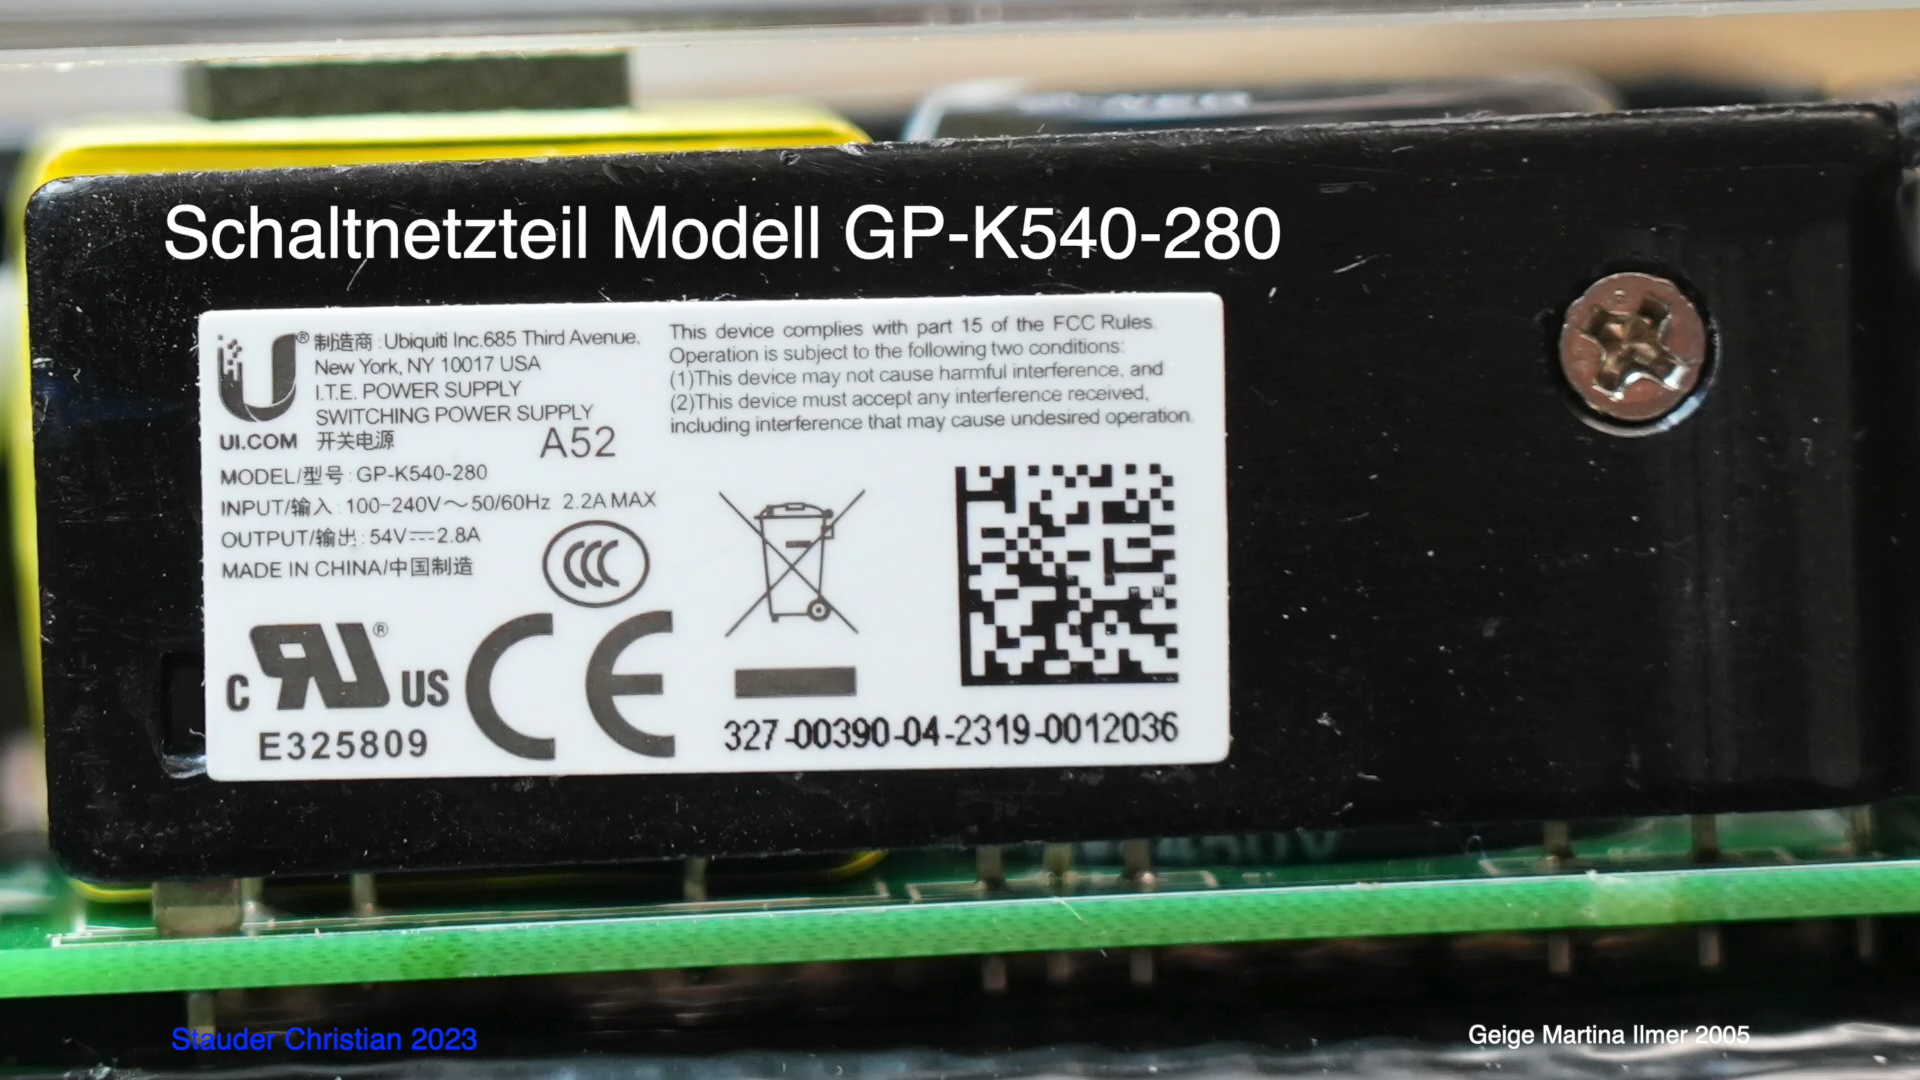 Schaltnetzteil Modell GP-K540-280
制造商 :Ubiquiti Inc.685 Third Avenue,
New York, NY 10017 USA
I.T.E. POWER SUPPLY
SWITCHING POWER SUPPLY
UI.COM 开关电源
A52
MODEL/型号 : GP-K540-280
INPUT/输入 : 100-240V～50/60Hz 2.2A MAX
OUTPUT/输出 : 54V⎓2.8A
MADE IN CHINA/中国制造
CCC
c RU ® US
E325809
CE
This device complies with part 15 of the FCC Rules.
Operation is subject to the following two conditions:
(1)This device may not cause harmful interference, and
(2)This device must accept any interference received,
including interference that may cause undesired operation.
327-00390-04-2319-0012036
Stauder Christian 2023
Geige Martina Ilmer 2005